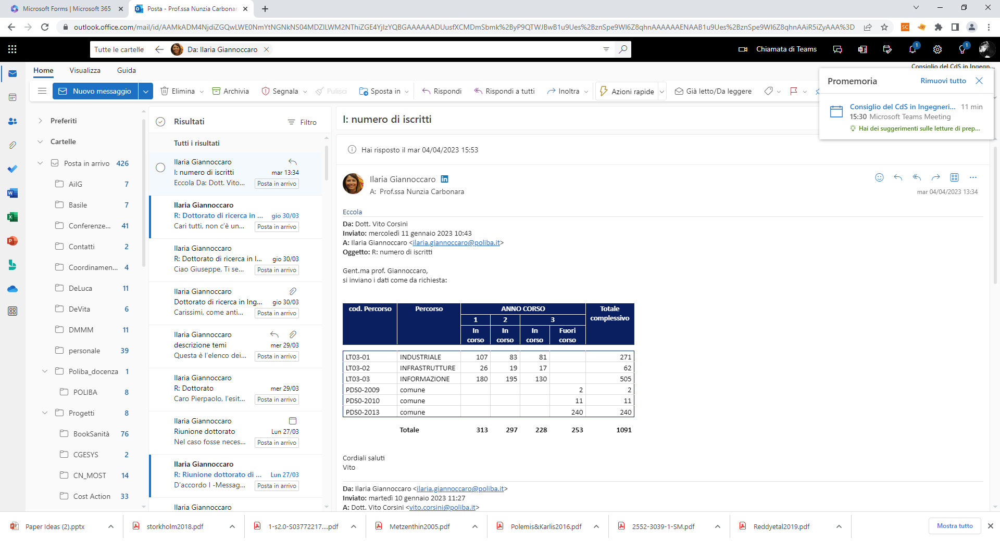 Microsoft Forms | Microsoft 365
Posta - Prof.ssa Nunzia Carbonar
outlook.office.com/mail/id/AAMkADM4NjdiZGQwLWE0NmYtNGNkNS04MDZlLWM2NThiZGE4YjIzYQBGAAAAAADUusfXCMDmSbmk%2ByP9QTWJBwB1u9Ues%2BznSpe9Wl6Z8qhnAAAAAAENAAB1u9Ues%2BznSpe9Wl6Z8qhnAAiR5iZyAAA%3D
Tutte le cartelle
Da: Ilaria Giannoccaro
Chiamata di Teams
1
1
Home
Visualizza
Guida
Consiglio del CdS in Ingegn...
Nuovo messaggio
Elimina
Archivia
Segnala
Pulisci
Sposta in
Rispondi
Rispondi a tutti
Inoltra
Azioni rapide
Già letto/Da leggere
Promemoria
Rimuovi tutto
Consiglio del CdS in Ingegneri... 11 min
15:30 Microsoft Teams Meeting
Hai dei suggerimenti sulle letture di prep...
Preferiti
Cartelle
Posta in arrivo 426
AiIG 7
Basile 7
Conferenze... 41
Contatti 2
Coordinamen... 4
DeLuca 11
DeVita 6
DMMM 11
personale 39
Poliba_docenza 1
POLIBA 8
Progetti 8
BookSanità 76
CGESYS 2
CN_MOST 14
Cost Action 33
Risultati
Filtro
Tutti i risultati
Ilaria Giannoccaro
I: numero di iscritti mar 13:34
Eccola Da: Dott. Vito... Posta in arrivo
Ilaria Giannoccaro
R: Dottorato di ricerca in ... gio 30/03
Cari tutti, non c'è un... Posta in arrivo
Ilaria Giannoccaro
R: Dottorato di ricerca in I... gio 30/03
Ciao Giuseppe, Ti se... Posta in arrivo
Ilaria Giannoccaro
Dottorato di ricerca in Ing... gio 30/03
Carissimi, come anti... Posta in arrivo
Ilaria Giannoccaro
descrizione temi mer 29/03
Questa è l'elenco dei... Posta in arrivo
Ilaria Giannoccaro
R: Dottorato mer 29/03
Caro Pierpaolo, l'esit... Posta in arrivo
Ilaria Giannoccaro
Riunione dottorato Lun 27/03
Nel caso fosse neces... Posta in arrivo
Ilaria Giannoccaro
R: Riunione dottorato di ... Lun 27/03
D'accordo I -Messag... Posta in arrivo
Ilaria Giannoccaro
I: numero di iscritti
Hai risposto il mar 04/04/2023 15:53
Ilaria Giannoccaro
A: Prof.ssa Nunzia Carbonara
mar 04/04/2023 13:34
Eccola
Da: Dott. Vito Corsini
Inviato: mercoledì 11 gennaio 2023 10:43
A: Ilaria Giannoccaro <ilaria.giannoccaro@poliba.it>
Oggetto: R: numero di iscritti
Gent.ma prof. Giannoccaro,
si inviano i dati come da richiesta:
cod. Percorso Percorso ANNO CORSO Totale complessivo
1 2 3
In corso In corso In corso Fuori corso
LT03-01 INDUSTRIALE 107 83 81 271
LT03-02 INFRASTRUTTURE 26 19 17 62
LT03-03 INFORMAZIONE 180 195 130 505
PDS0-2009 comune 2 2
PDS0-2010 comune 11 11
PDS0-2013 comune 240 240
Totale 313 297 228 253 1091
Cordiali saluti
Vito
Da: Ilaria Giannoccaro <ilaria.giannoccaro@poliba.it>
Inviato: martedì 10 gennaio 2023 11:27
A: Dott. Vito Corsini <vito.corsini@poliba.it>
Paper Ideas (2).pptx
storkholm2018.pdf
1-s2.0-S03772217....pdf
Metzenthin2005.pdf
Polemis&Karlis2016.pdf
2552-3039-1-SM.pdf
Reddyetal2019.pdf
Mostra tutto